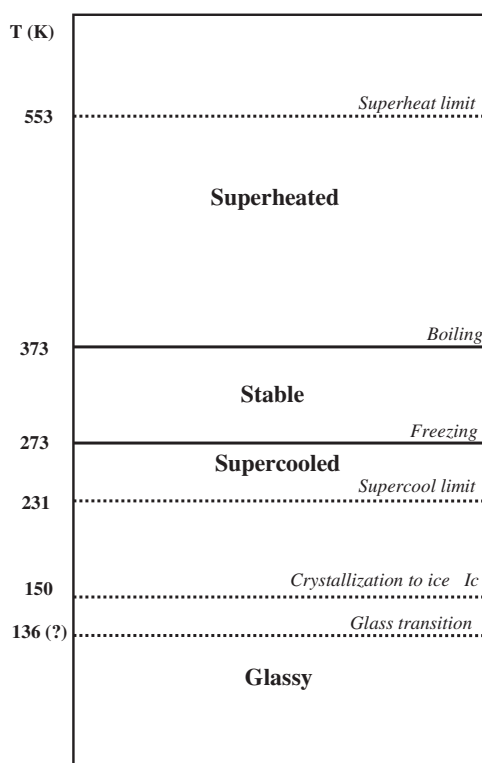 T (K)
Superheat limit
553
Superheated
Boiling
373
Stable
Freezing
273
Supercooled
Supercool limit
231
Crystallization to ice Ic
150
Glass transition
136 (?)
Glassy